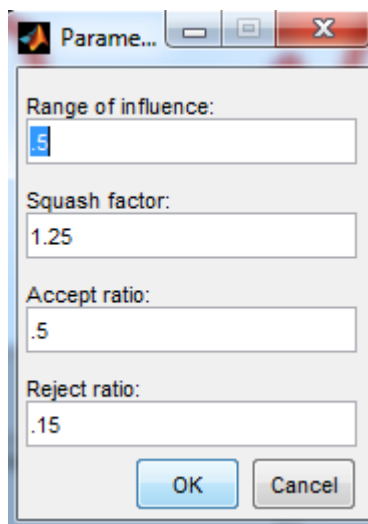 Parame...
Range of influence:
.5
Squash factor:
1.25
Accept ratio:
.5
Reject ratio:
.15
OK Cancel